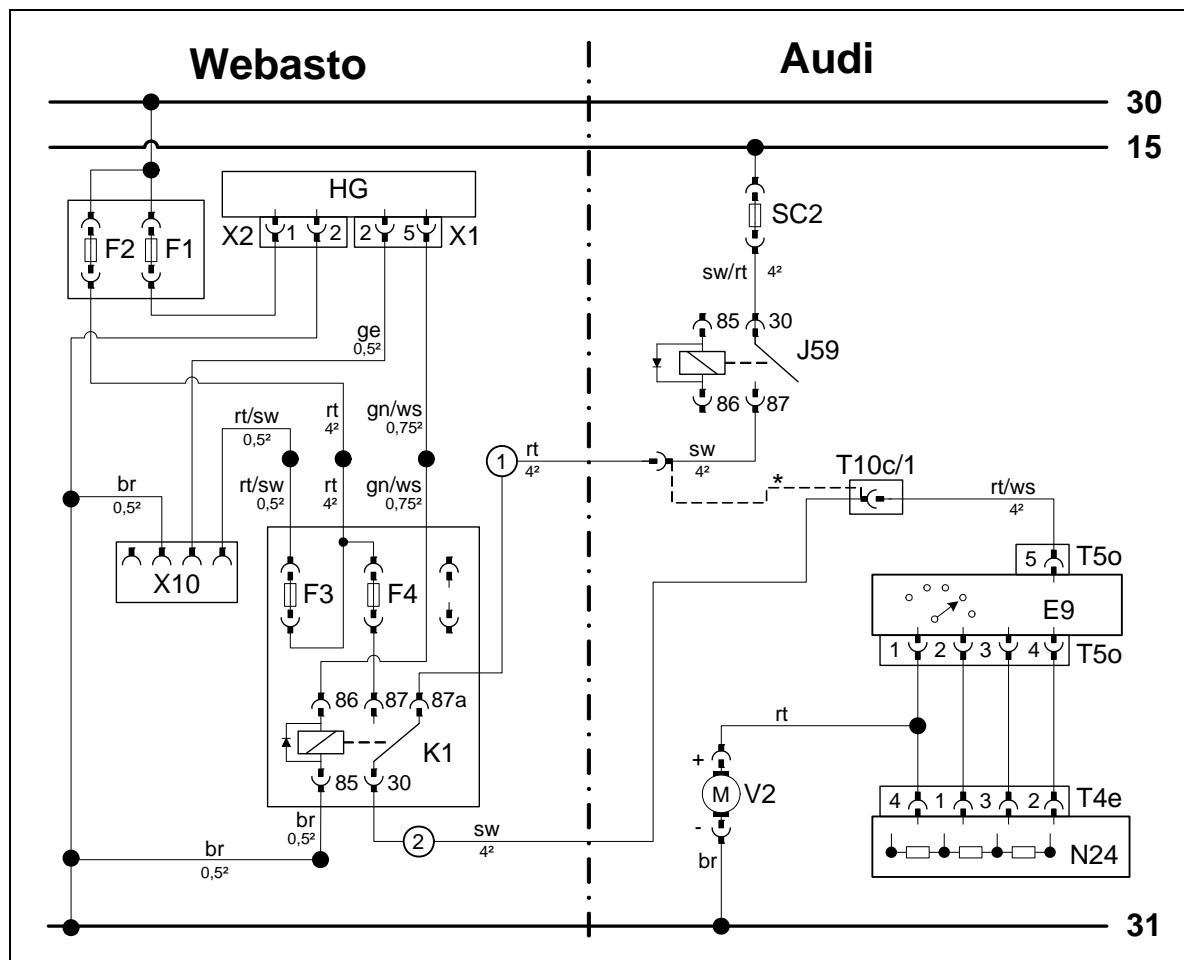 Webasto
Audi
30
15
HG
SC2
X2
1
2
2
5
X1
F2
F1
sw/rt
4²
85
30
J59
86
87
ge
0,5²
rt/sw
0,5²
rt
4²
gn/ws
0,75²
1
rt
4²
sw
4²
T10c/1
*
rt/ws
4²
br
0,5²
rt/sw
0,5²
rt
4²
gn/ws
0,75²
X10
F3
F4
5
T5o
E9
1
2
3
4
T5o
86
87
87a
K1
85
30
rt
+
M
V2
-
br
4
1
3
2
T4e
N24
br
0,5²
2
sw
4²
br
0,5²
31